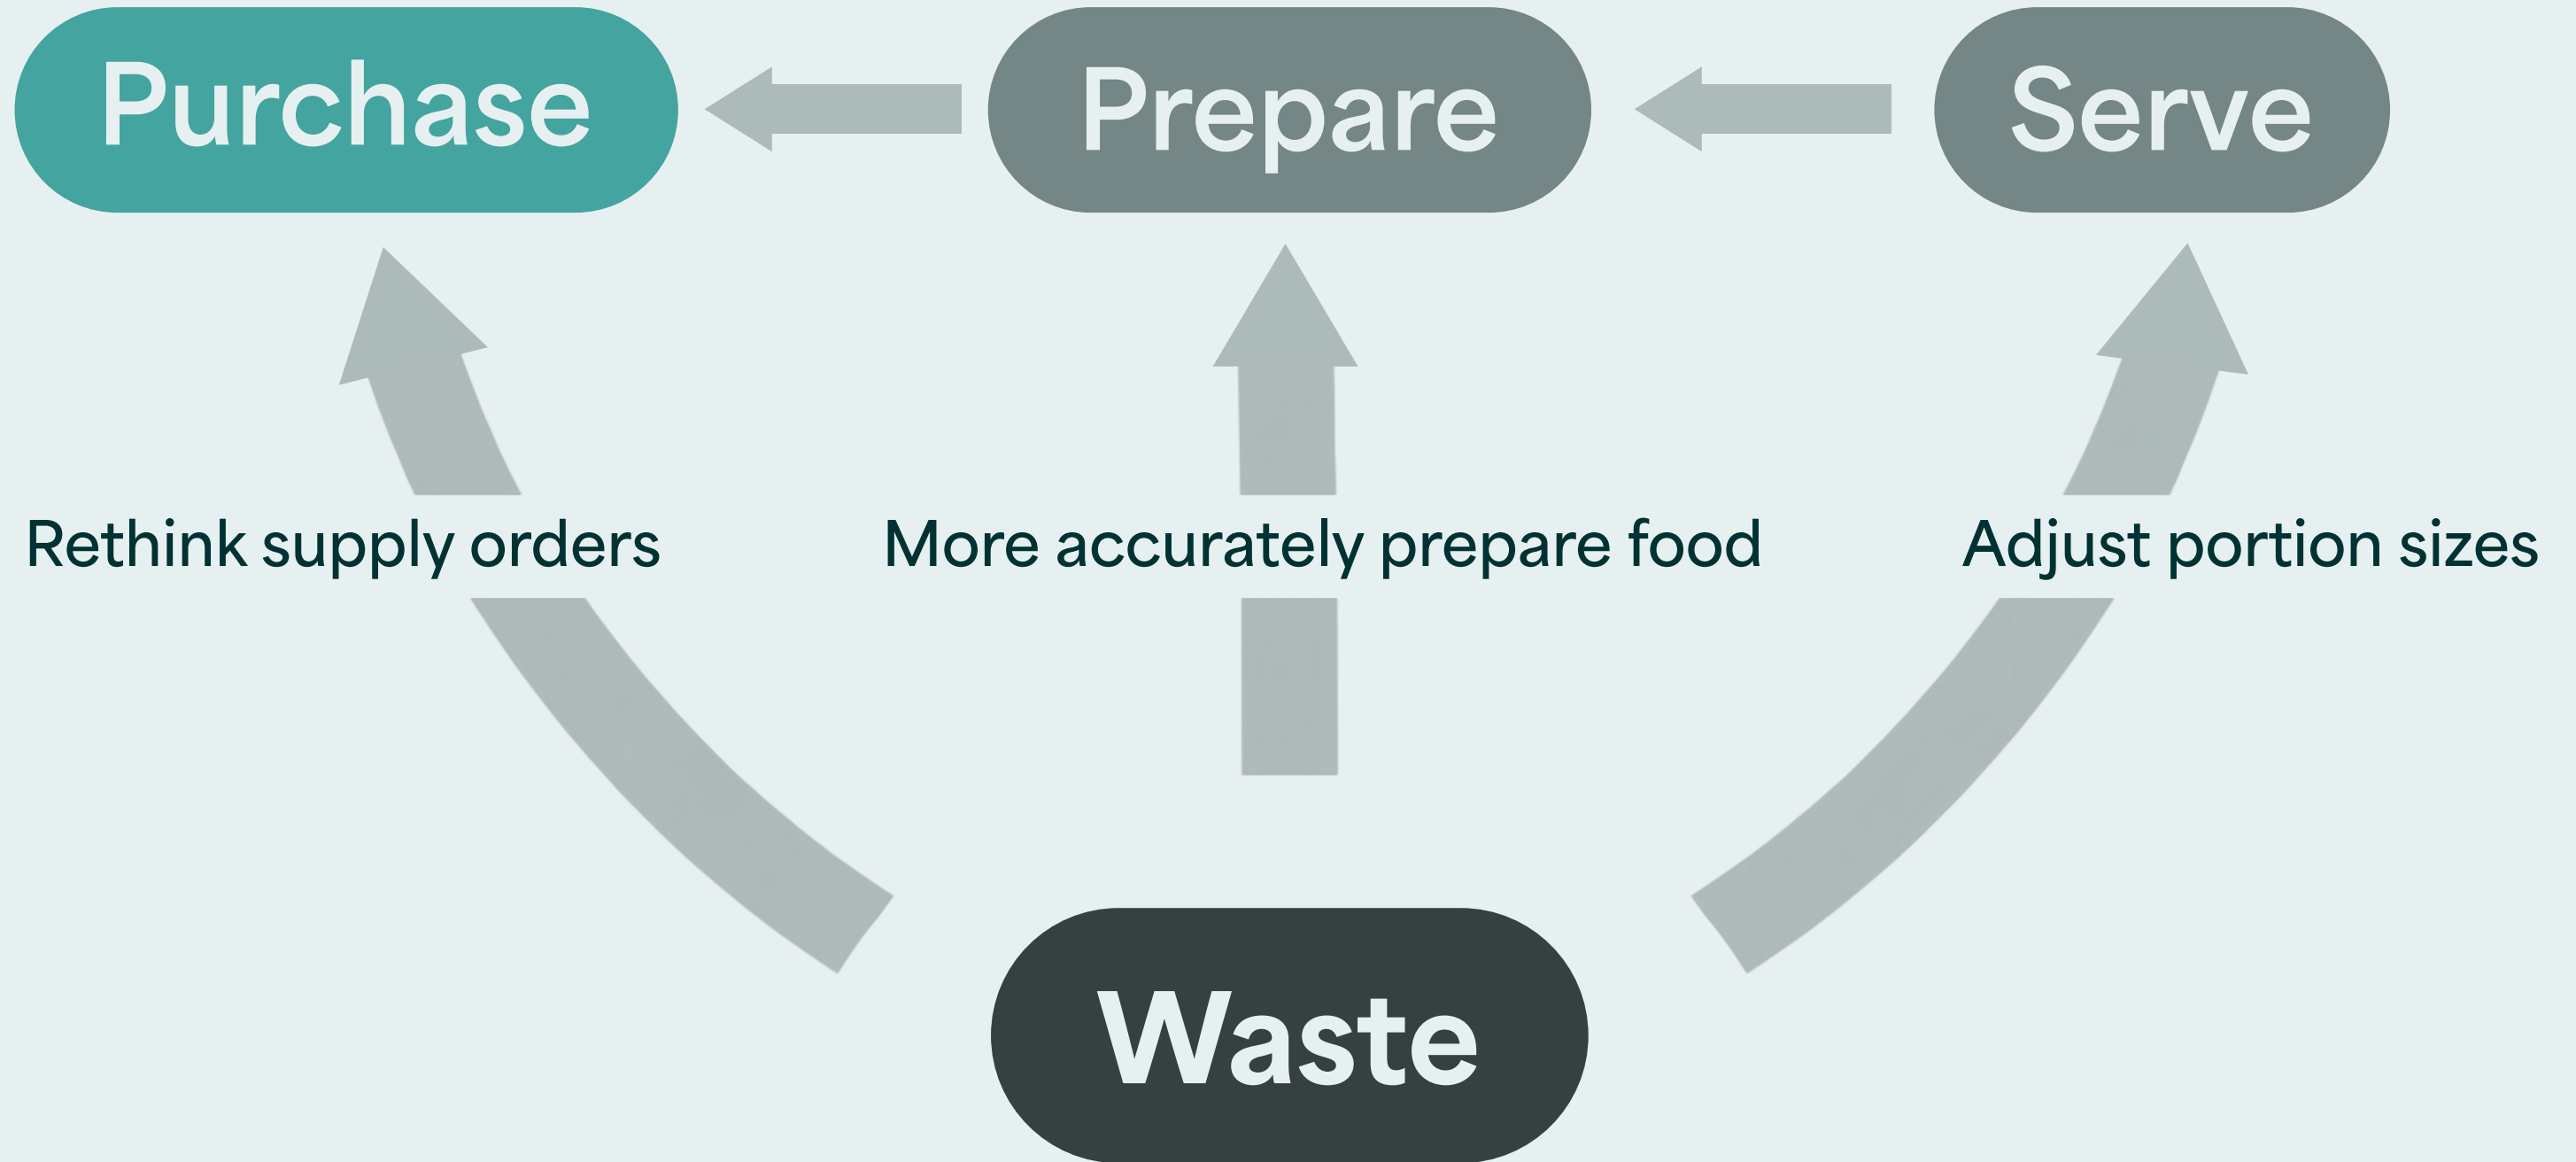 Purchase
Prepare
Serve
Rethink supply orders
More accurately prepare food
Adjust portion sizes
Waste